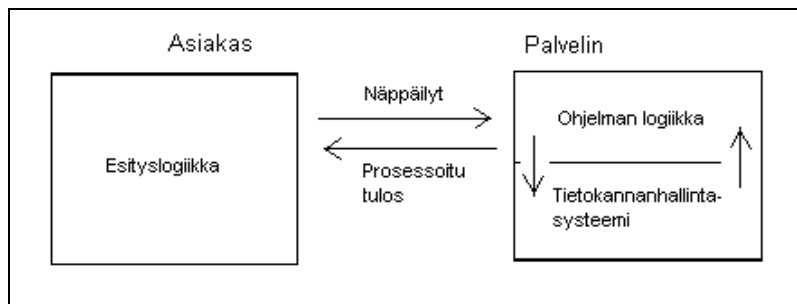 Asiakas
Palvelin
Näppäilyt
Ohjelman logiikka
Esityslogiikka
Prosessoitu
tulos
Tietokannanhallinta-
systeemi